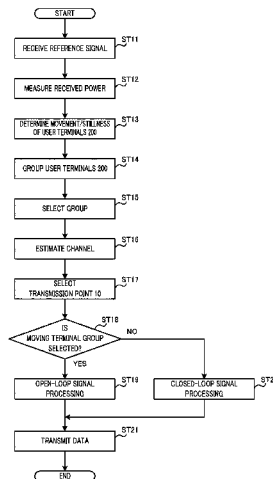 START
ST11
RECEIVE REFERENCE SIGNAL
ST12
MEASURE RECEIVED POWER
ST13
DETERMINE MOVEMENT/STILLNESS
OF USER TERMINALS 200
ST14
GROUP USER TERMINALS 200
ST15
SELECT GROUP
ST16
ESTIMATE CHANNEL
ST17
SELECT
TRANSMISSION POINT 10
ST18
IS
MOVING TERMINAL GROUP
SELECTED?
NO
YES
ST19
OPEN-LOOP SIGNAL
PROCESSING
ST2
CLOSED-LOOP SIGNAL
PROCESSING
ST21
TRANSMIT DATA
END